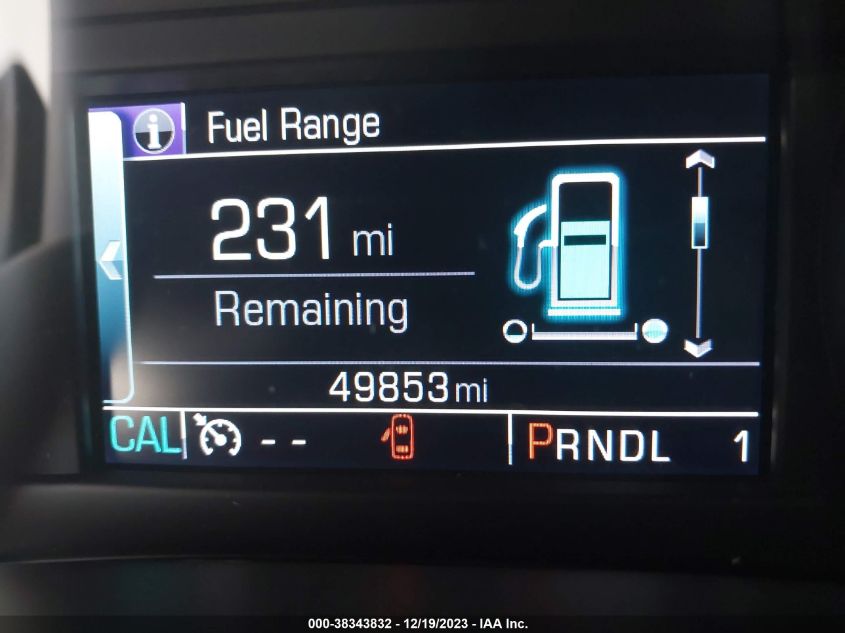 i Fuel Range
231 mi
Remaining
49853 mi
CAL -- PRNDL 1
000-38343832 - 12/19/2023 - IAA Inc.